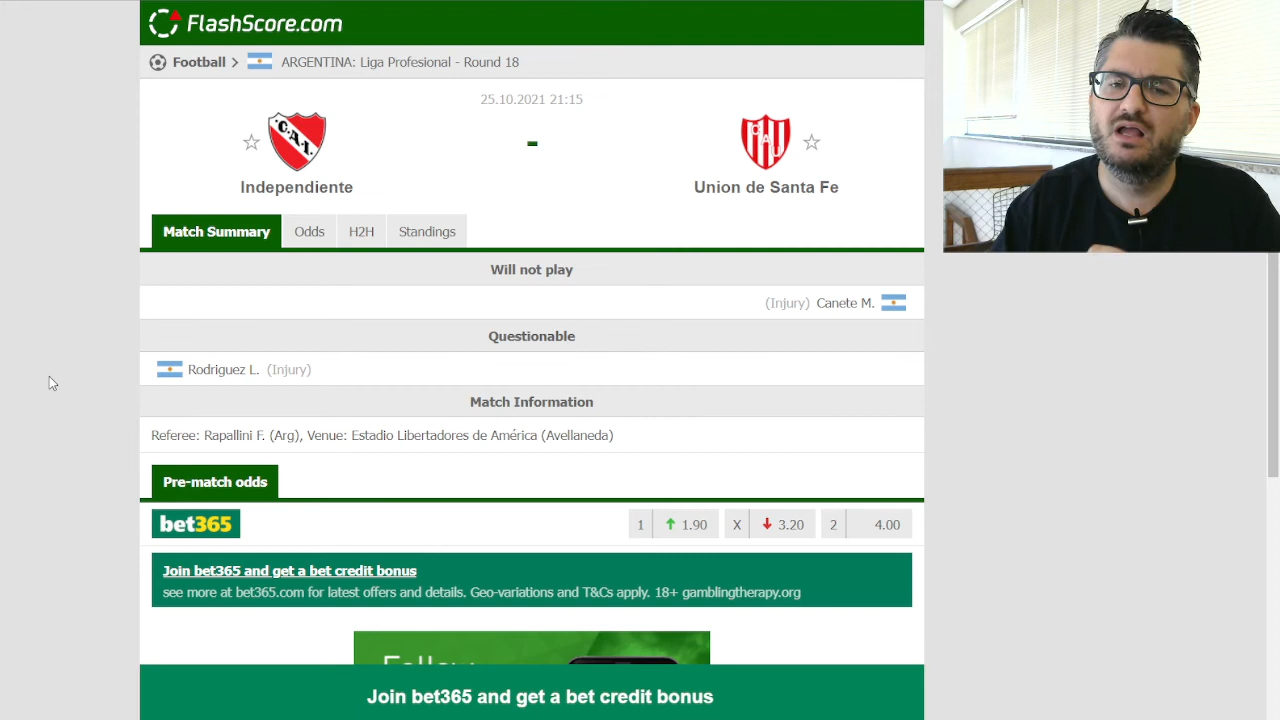 FlashScore.com
Football > ARGENTINA: Liga Profesional - Round 18
25.10.2021 21:15
C.A.I.
CAU
-
Independiente
Union de Santa Fe
Match Summary Odds H2H Standings
Will not play
(Injury) Canete M.
Questionable
Rodriguez L. (Injury)
Match Information
Referee: Rapallini F. (Arg), Venue: Estadio Libertadores de América (Avellaneda)
Pre-match odds
bet365 1 1.90 X 3.20 2 4.00
Join bet365 and get a bet credit bonus
see more at bet365.com for latest offers and details. Geo-variations and T&Cs apply. 18+ gamblingtherapy.org
Follow
Join bet365 and get a bet credit bonus